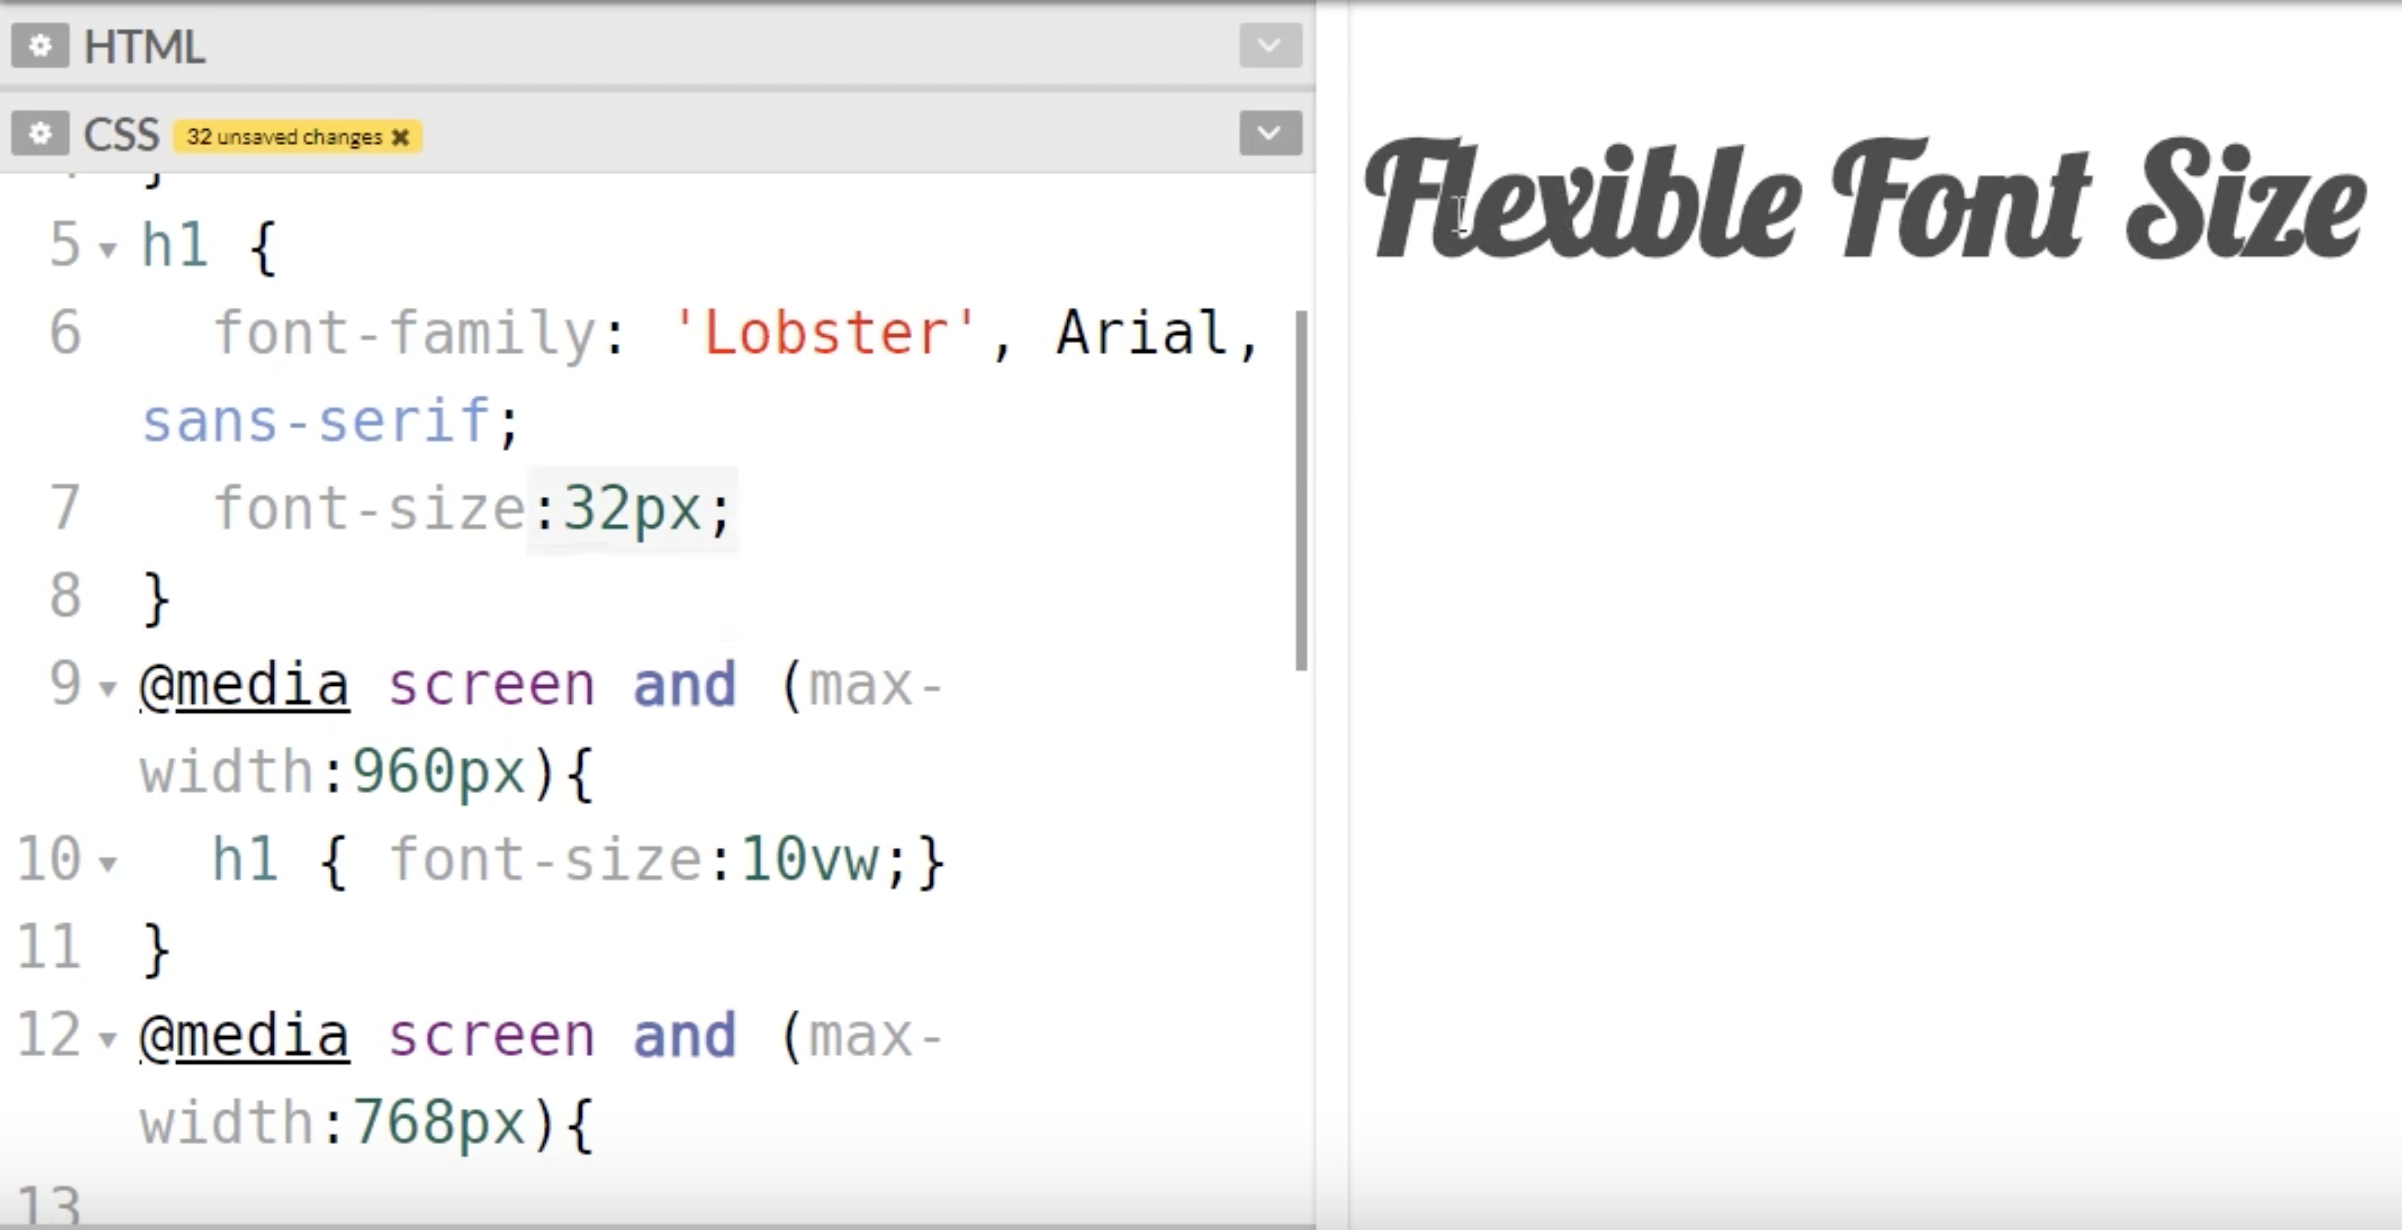 HTML
CSS 32 unsaved changes ✖
}
5 h1 {
6 font-family: 'Lobster', Arial,
sans-serif;
7 font-size:32px;
8 }
9 @media screen and (max-
width:960px){
10 h1 { font-size:10vw;}
11 }
12 @media screen and (max-
width:768px){
13
Flexible Font Size